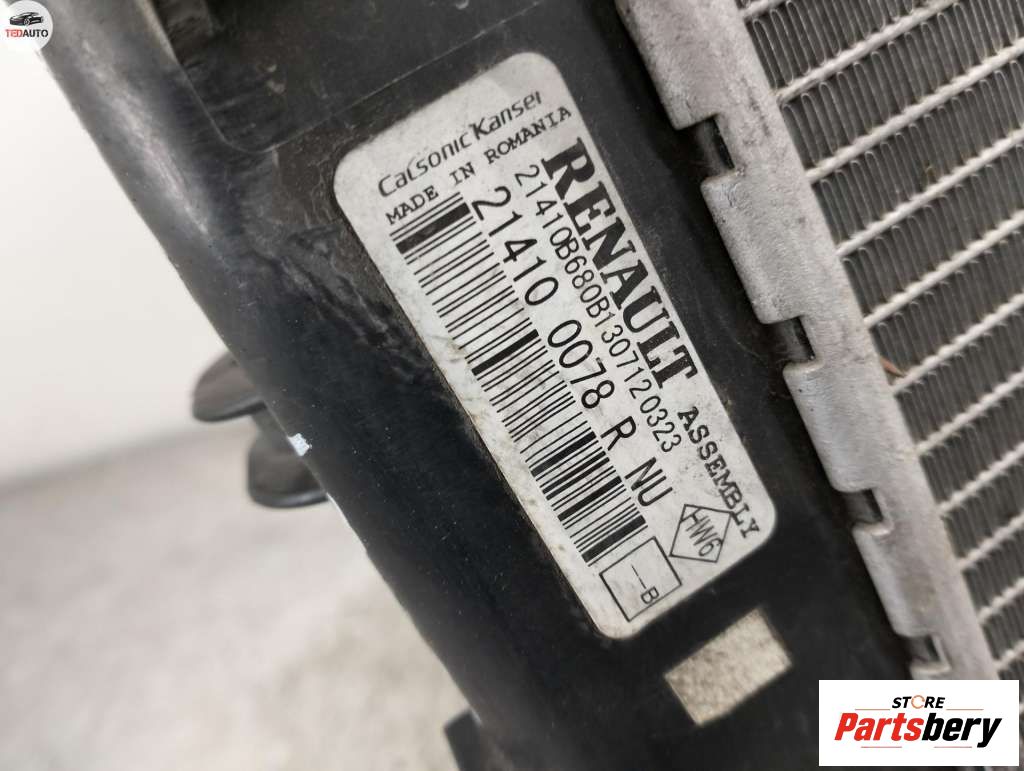 TEDAUTO
Calsonic Kansei
MADE IN ROMANIA
RENAULT ASSEMBLY
21410B680B1307120323
21410 0078 R NU
HW6
--B
STORE
Partsbery